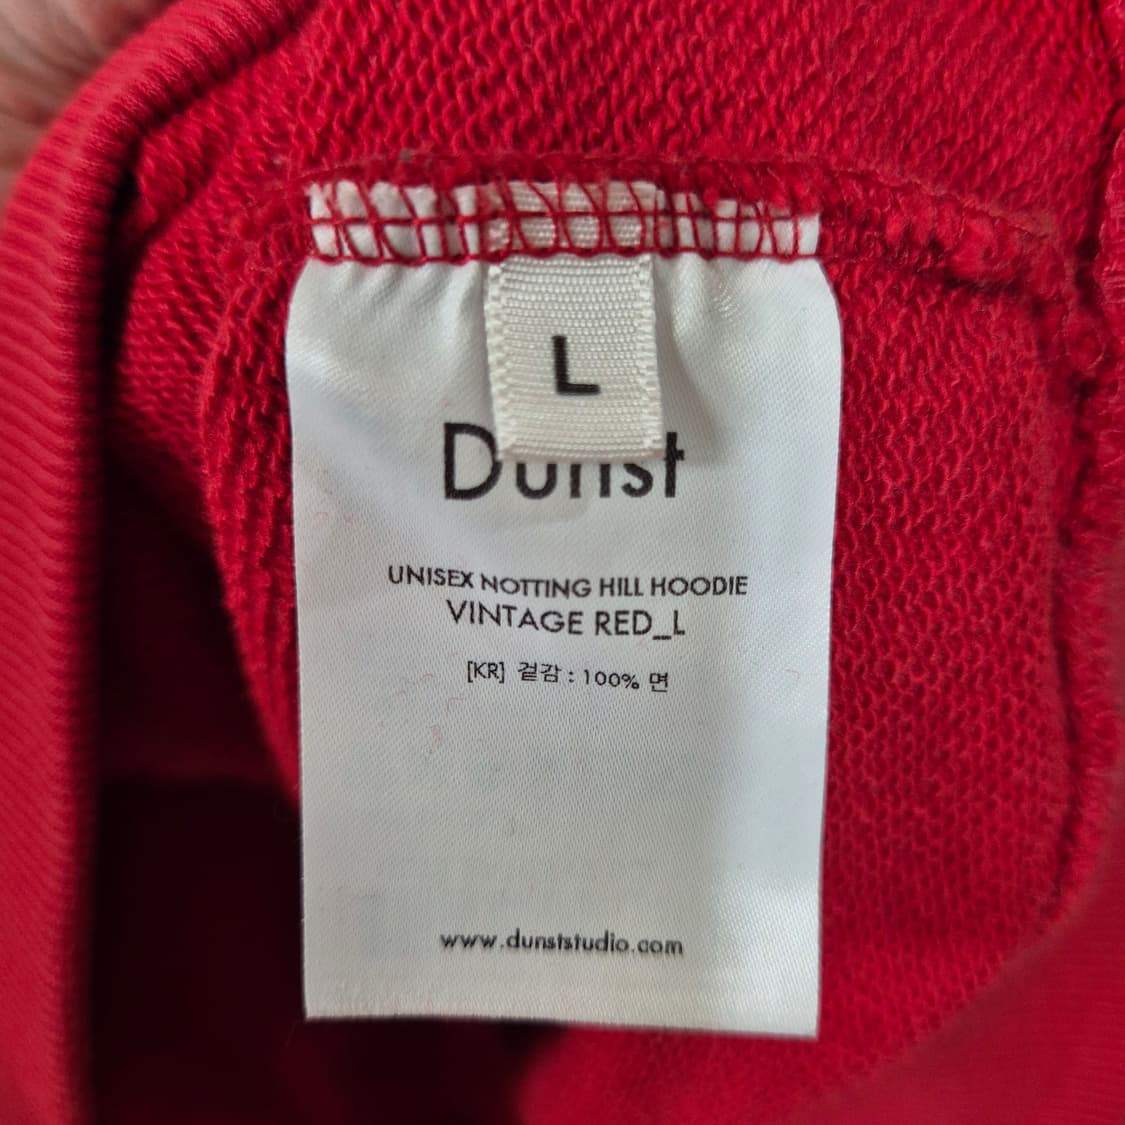 L
Dunst
UNISEX NOTTING HILL HOODIE
VINTAGE RED_L
[KR] 겉감 : 100% 면
www.dunststudio.com